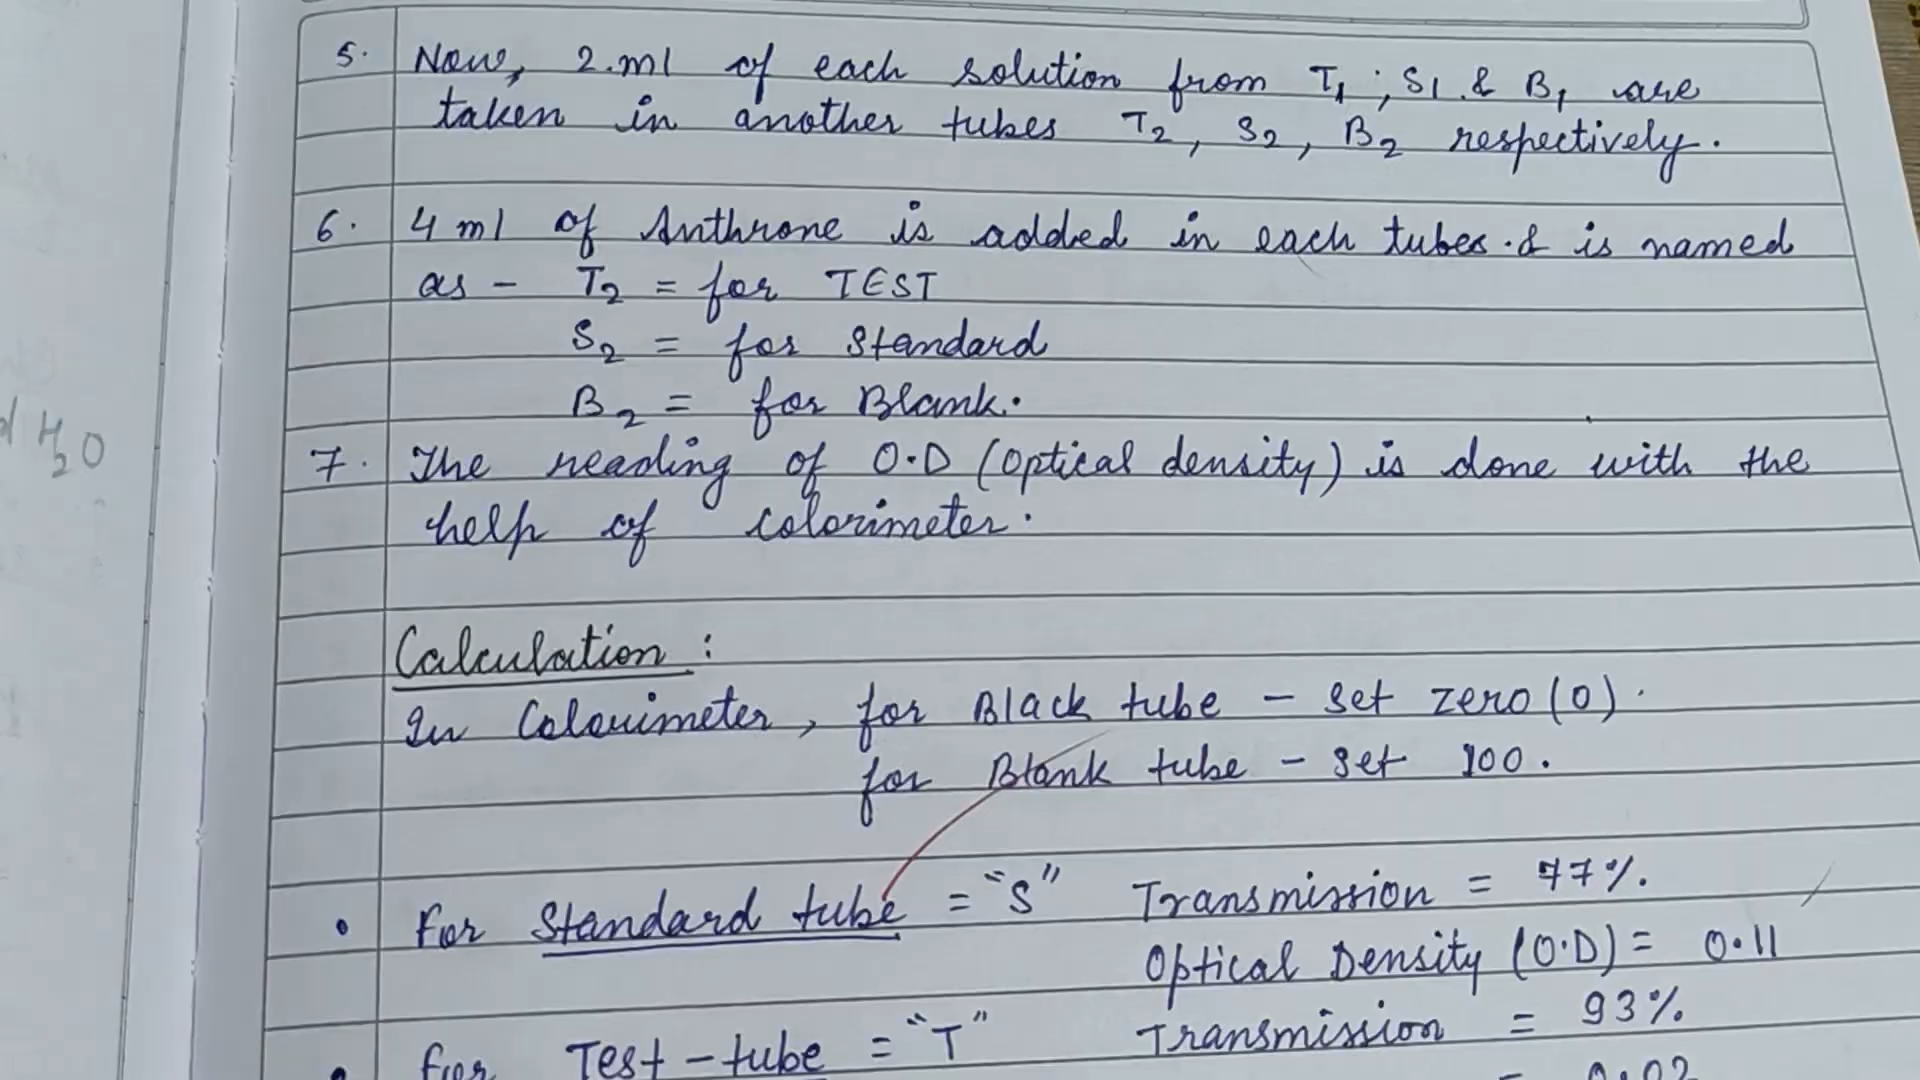 5. Now, 2.ml of each solution from T1; S1 & B1 are
taken in another tubes T2, S2, B2 respectively.
6. 4 ml of Anthrone is added in each tubes. & is named
as - T2 = for TEST
S2 = for Standard
B2 = for Blank.
7. The reading of O.D (Optical density) is done with the
help of colorimeter.
Calculation :
In Colourimeter, for Black tube - set zero (0).
for Blank tube - set 100.
• For Standard tube = "S" Transmission = 77%.
Optical Density (O.D) = 0.11
• For Test-tube = "T" Transmission = 93%.
H2O